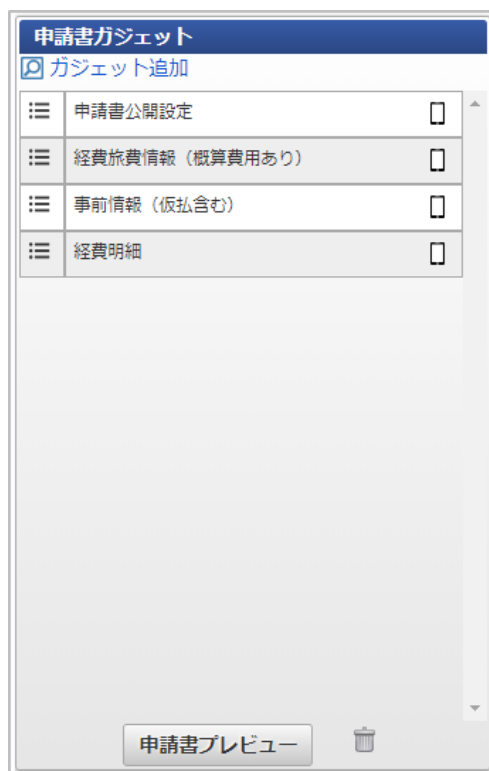 申請書ガジェット
ガジェット追加
申請書公開設定
経費旅費情報（概算費用あり）
事前情報（仮払含む）
経費明細
申請書プレビュー